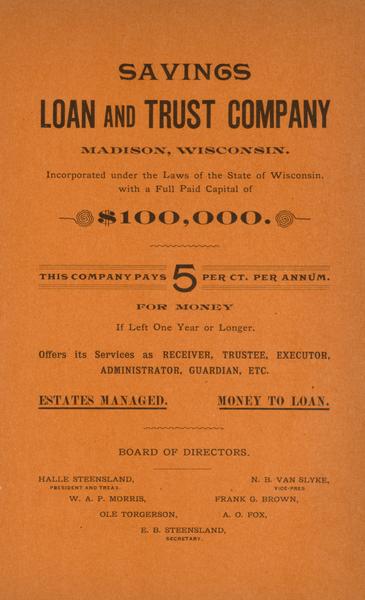 SAVINGS
LOAN AND TRUST COMPANY
MADISON, WISCONSIN.
Incorporated under the Laws of the State of Wisconsin,
with a Full Paid Capital of
$100,000.
THIS COMPANY PAYS 5 PER CT. PER ANNUM.
FOR MONEY
If Left One Year or Longer.
Offers its Services as RECEIVER, TRUSTEE, EXECUTOR,
ADMINISTRATOR, GUARDIAN, ETC.
ESTATES MANAGED. MONEY TO LOAN.
BOARD OF DIRECTORS.
HALLE STEENSLAND, N. B. VAN SLYKE,
PRESIDENT AND TREAS. VICE-PRES.
W. A. P. MORRIS, FRANK G. BROWN,
OLE TORGERSON, A. O. FOX,
E. B. STEENSLAND,
SECRETARY.